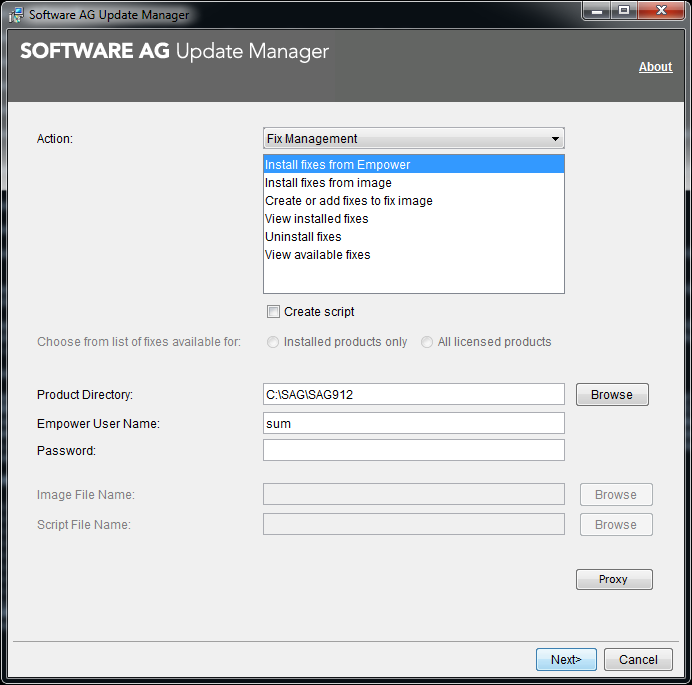 Software AG Update Manager
SOFTWARE AG Update Manager
About
Action: Fix Management
Install fixes from Empower
Install fixes from image
Create or add fixes to fix image
View installed fixes
Uninstall fixes
View available fixes
Create script
Choose from list of fixes available for: Installed products only All licensed products
Product Directory: C:\SAG\SAG912 Browse
Empower User Name: sum
Password:
Image File Name: Browse
Script File Name: Browse
Proxy
Next> Cancel